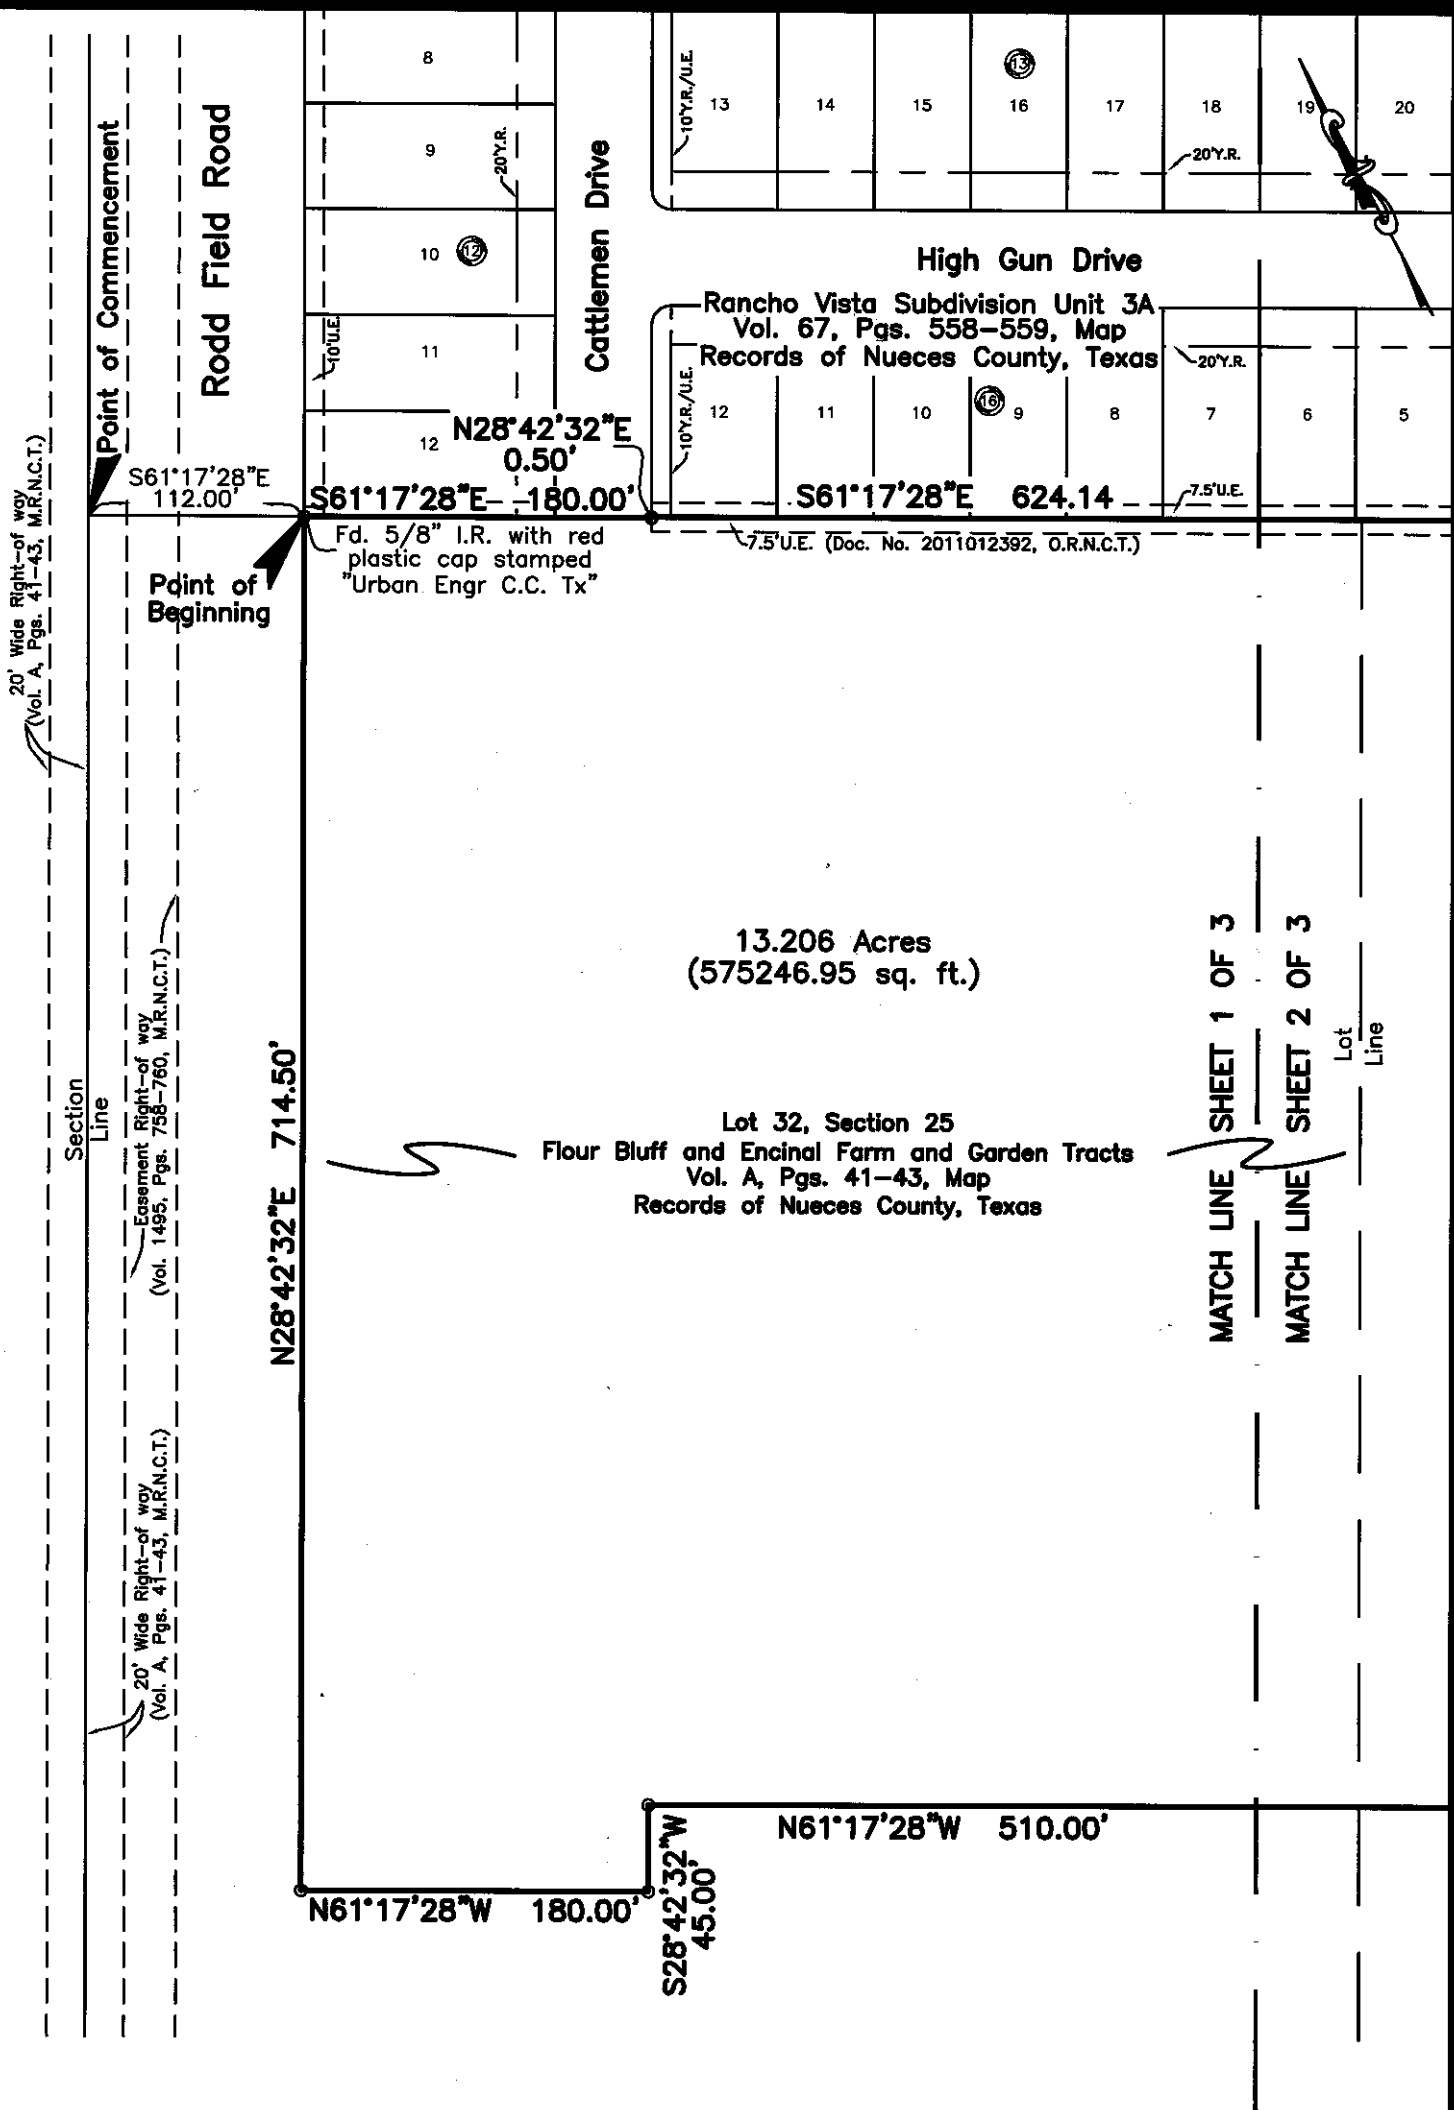 8
9
10
11
12
12
20'Y.R.
10'U.E.
Cattlemen Drive
Rodd Field Road
Point of Commencement
10'Y.R./U.E.
13
14
15
16
17
18
19
20
13
20'Y.R.
High Gun Drive
Rancho Vista Subdivision Unit 3A
Vol. 67, Pgs. 558-559, Map
Records of Nueces County, Texas
20'Y.R.
10'Y.R./U.E.
12
11
10
9
8
7
6
5
16
N28°42'32"E
0.50'
S61°17'28"E
112.00'
S61°17'28"E 180.00'
S61°17'28"E 624.14
7.5'U.E.
7.5'U.E. (Doc. No. 2011012392, O.R.N.C.T.)
Fd. 5/8" I.R. with red
plastic cap stamped
"Urban Engr C.C. Tx"
Point of
Beginning
20' Wide Right-of way
(Vol. A, Pgs. 41-43, M.R.N.C.T.)
13.206 Acres
(575246.95 sq. ft.)
MATCH LINE SHEET 1 OF 3
MATCH LINE SHEET 2 OF 3
Lot
Line
Section
Line
Easement Right-of way
(Vol. 1495, Pgs. 758-760, M.R.N.C.T.)
N28°42'32"E 714.50'
Lot 32, Section 25
Flour Bluff and Encinal Farm and Garden Tracts
Vol. A, Pgs. 41-43, Map
Records of Nueces County, Texas
20' Wide Right-of way
(Vol. A, Pgs. 41-43, M.R.N.C.T.)
N61°17'28"W 510.00'
S28°42'32"W
45.00'
N61°17'28"W 180.00'